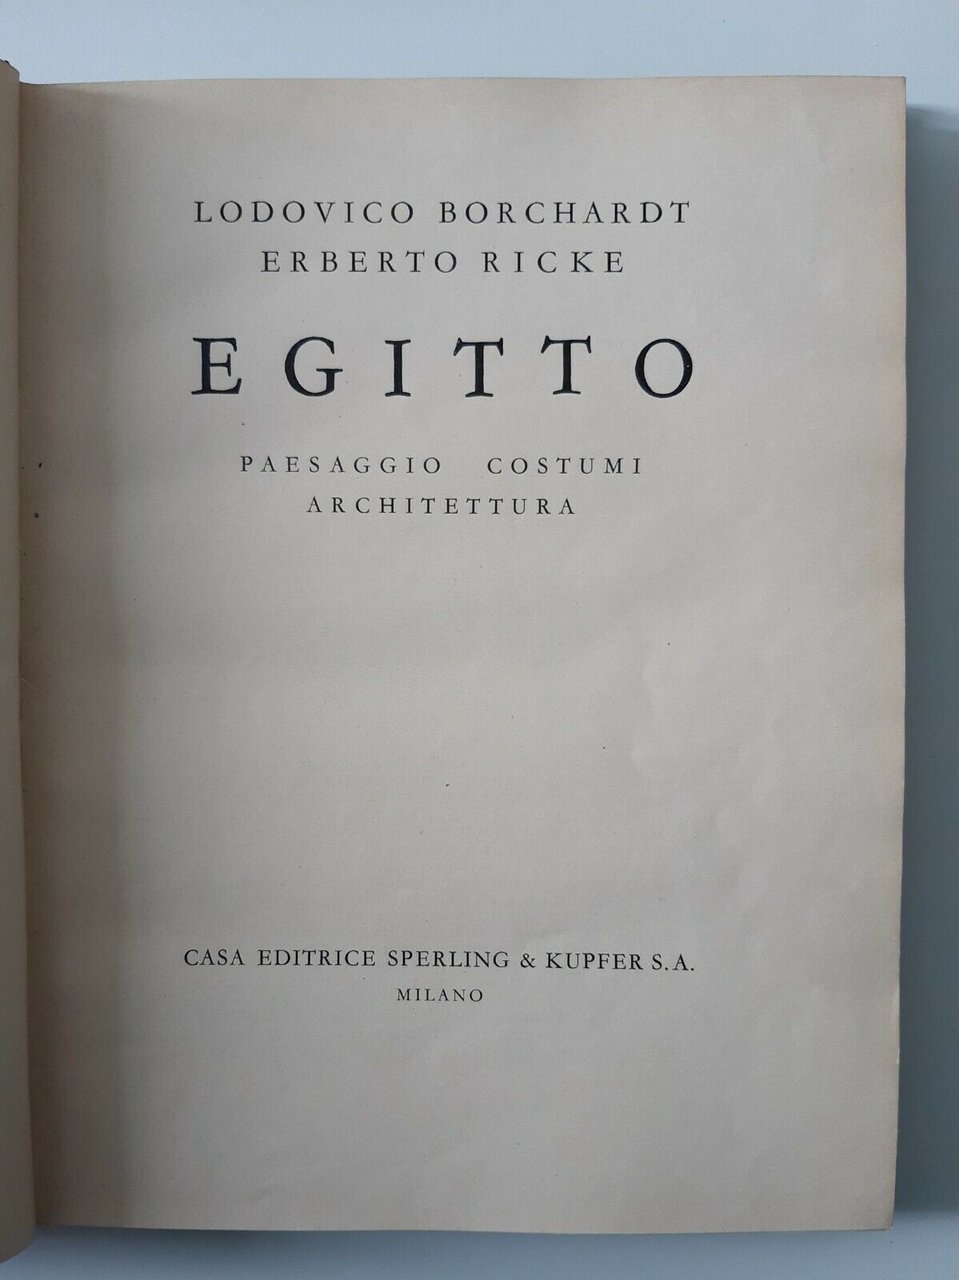 LODOVICO BORCHARDT
ERBERTO RICKE
EGITTO
PAESAGGIO COSTUMI
ARCHITETTURA
CASA EDITRICE SPERLING & KUPFER S.A.
MILANO